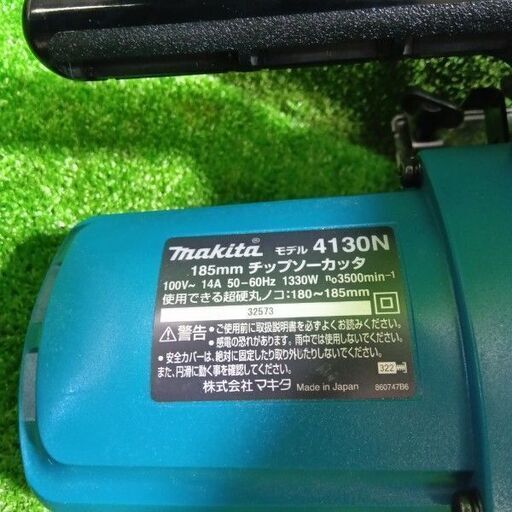 makita モデル 4130N
185mm チップソーカッタ
100V~ 14A 50-60Hz 1330W n₀3500min-1
使用できる超硬丸ノコ：180～185mm
32573
警告
・ご使用前に取扱説明書を必ずよくお読みください。
・感電の恐れがあります。雨中では使用しないでください。
・安全カバーは、絶対に固定したり取り外したりしないでください。
また、円滑に動く事を確認してください。
322
株式会社マキタ Made in Japan 860747B6